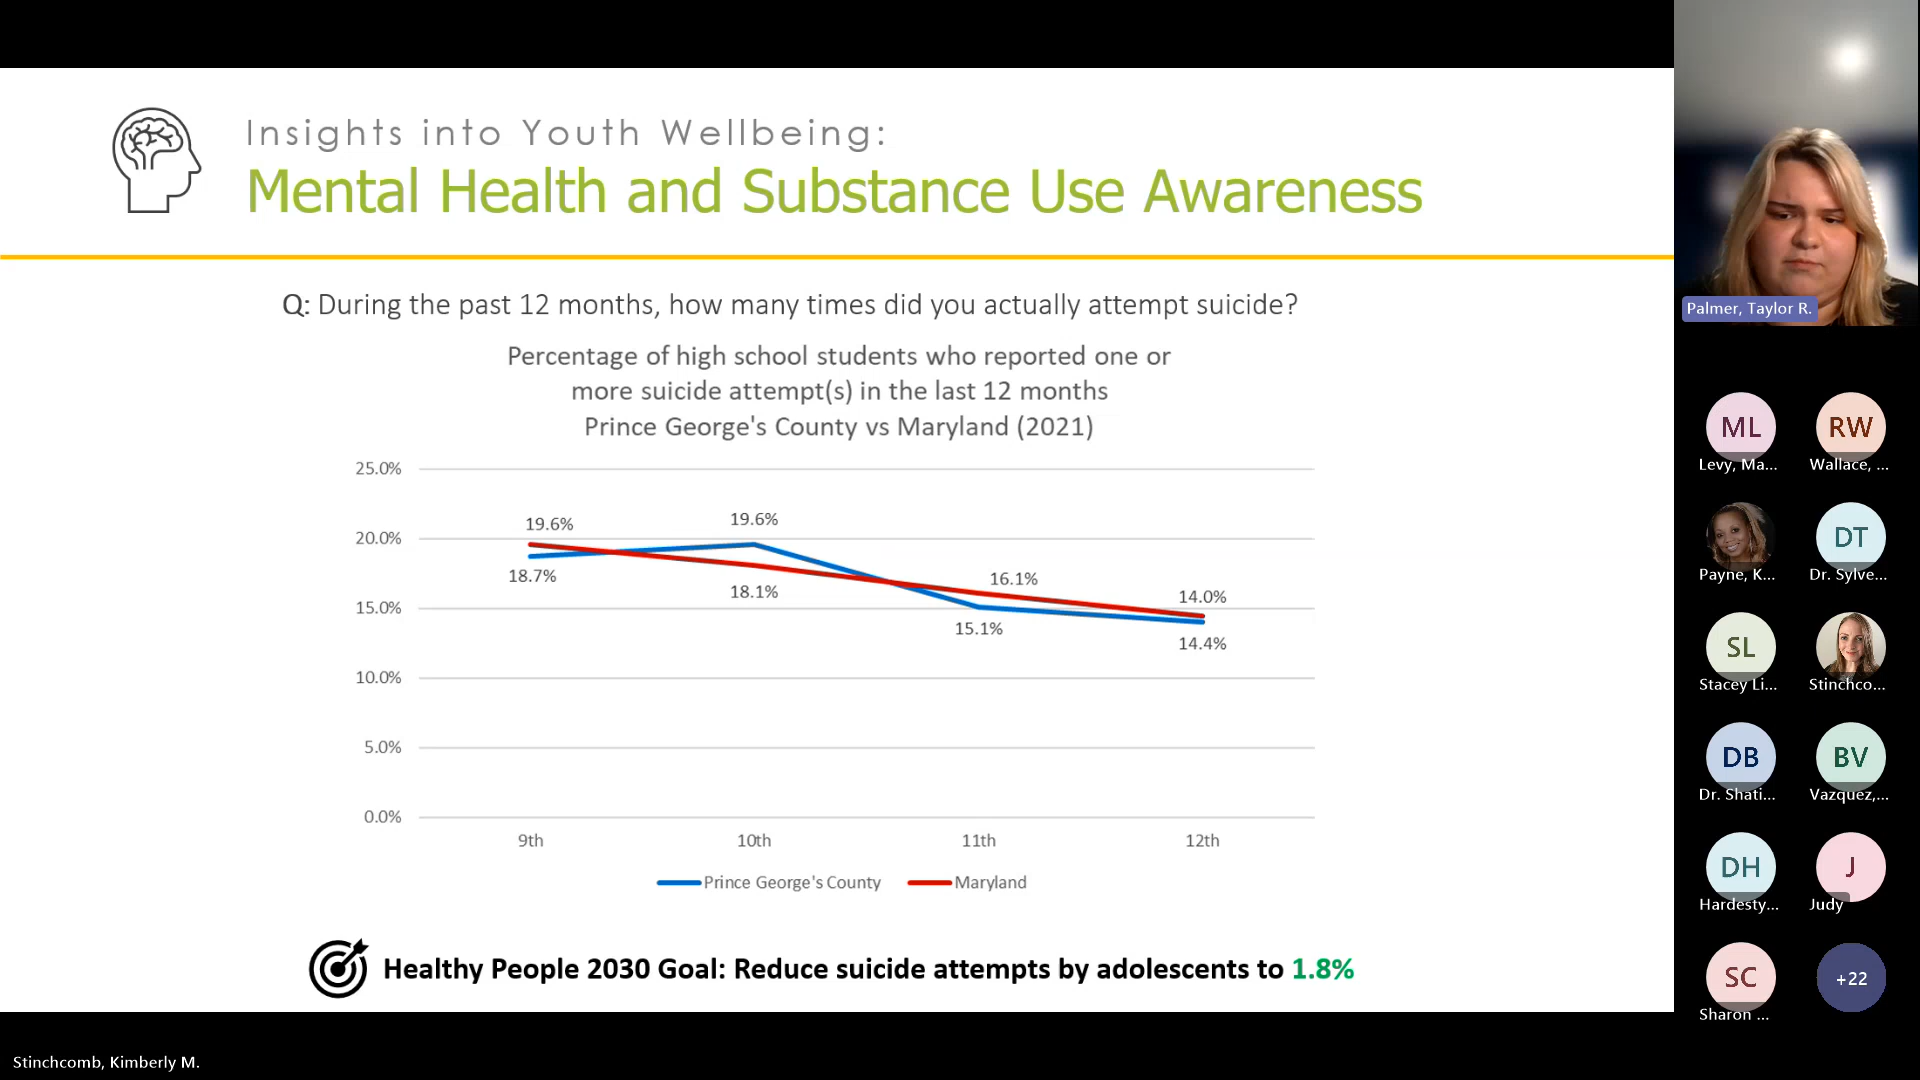 Insights into Youth Wellbeing:
Mental Health and Substance Use Awareness
Q: During the past 12 months, how many times did you actually attempt suicide?
Percentage of high school students who reported one or
more suicide attempt(s) in the last 12 months
Prince George's County vs Maryland (2021)
25.0%
20.0%
15.0%
10.0%
5.0%
0.0%
19.6%
18.7%
19.6%
18.1%
16.1%
15.1%
14.0%
14.4%
9th 10th 11th 12th
Prince George's County Maryland
Healthy People 2030 Goal: Reduce suicide attempts by adolescents to 1.8%
Palmer, Taylor R.
ML RW
Levy, Ma... Wallace, ...
DT
Payne, K... Dr. Sylve...
SL
Stacey Li... Stinchco...
DB BV
Dr. Shati... Vazquez,...
DH J
Hardesty... Judy
SC +22
Sharon ...
Stinchcomb, Kimberly M.